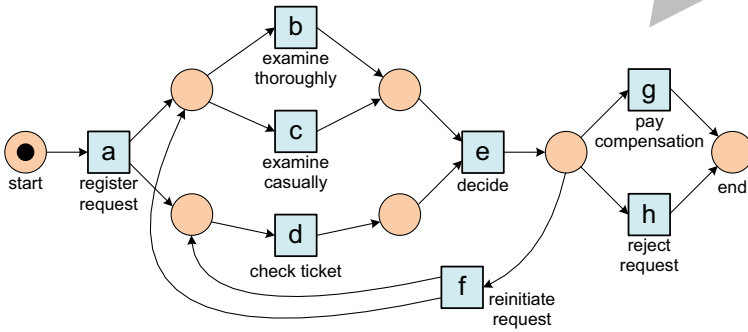 b
examine
thoroughly
g
pay
compensation
start
a
register
request
c
examine
casually
e
decide
end
d
check ticket
h
reject
request
f
reinitiate
request